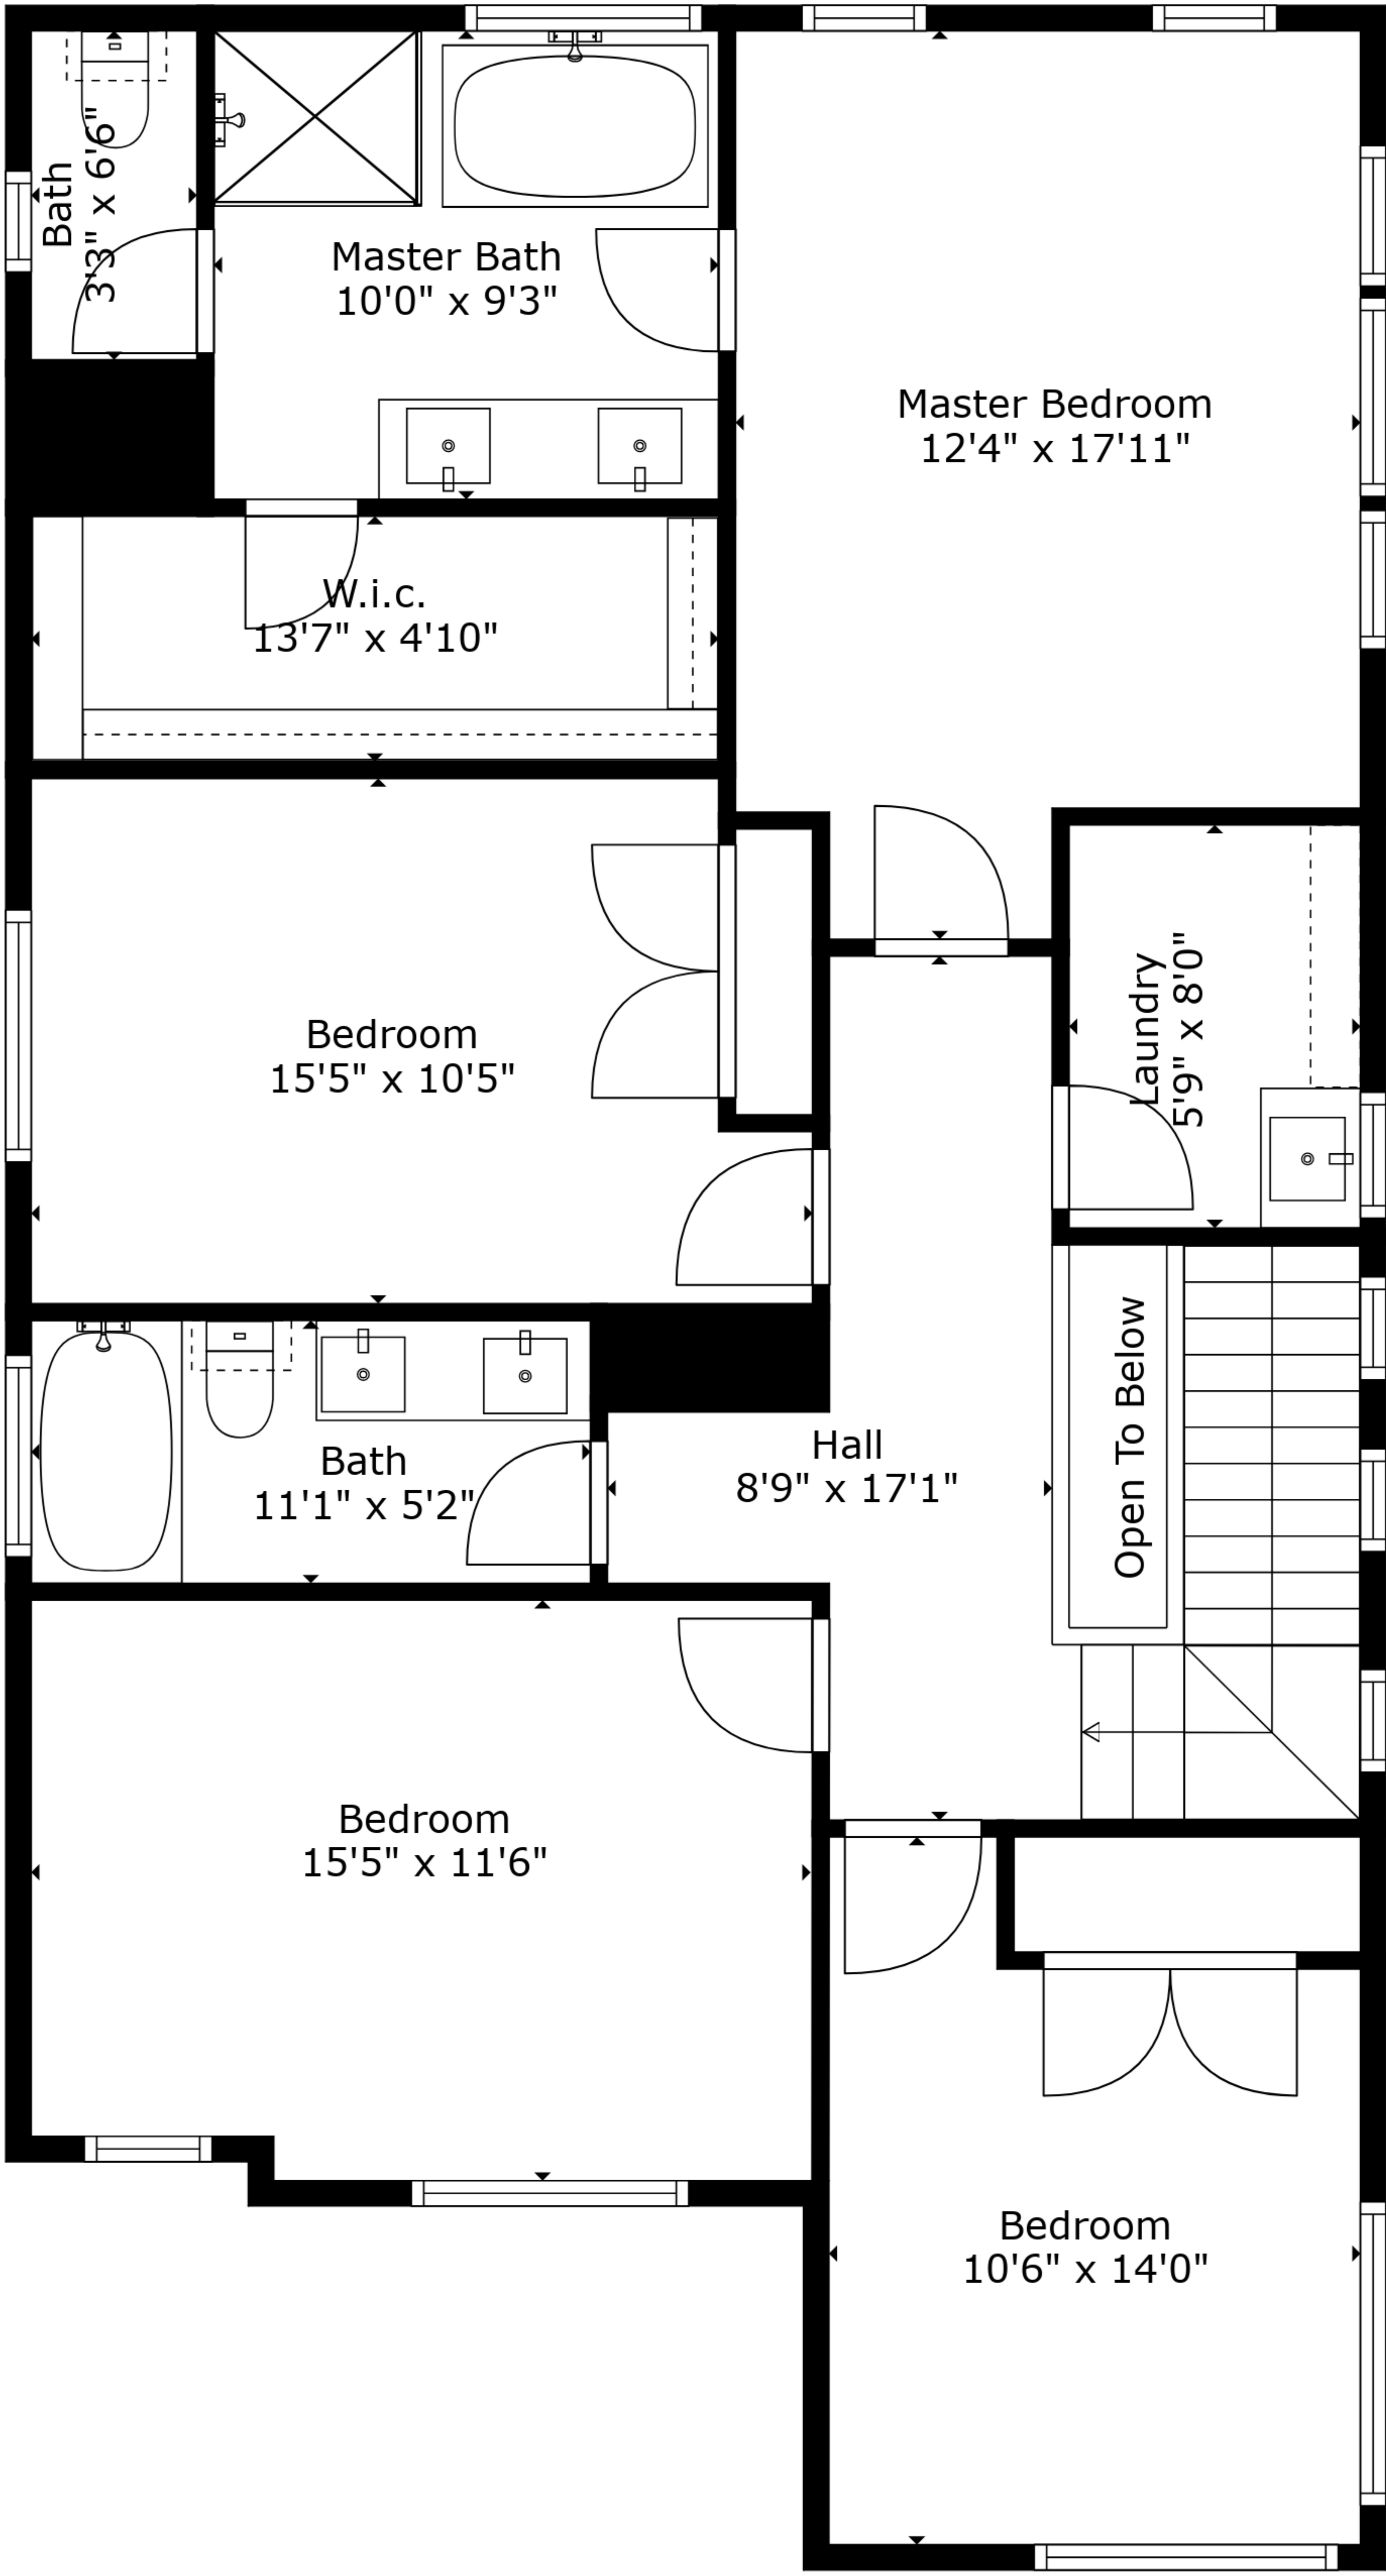 Bath
3'3" x 6'6"
Master Bath
10'0" x 9'3"
Master Bedroom
12'4" x 17'11"
W.i.c.
13'7" x 4'10"
Bedroom
15'5" x 10'5"
Laundry
5'9" x 8'0"
Open To Below
Bath
11'1" x 5'2"
Hall
8'9" x 17'1"
Bedroom
15'5" x 11'6"
Bedroom
10'6" x 14'0"